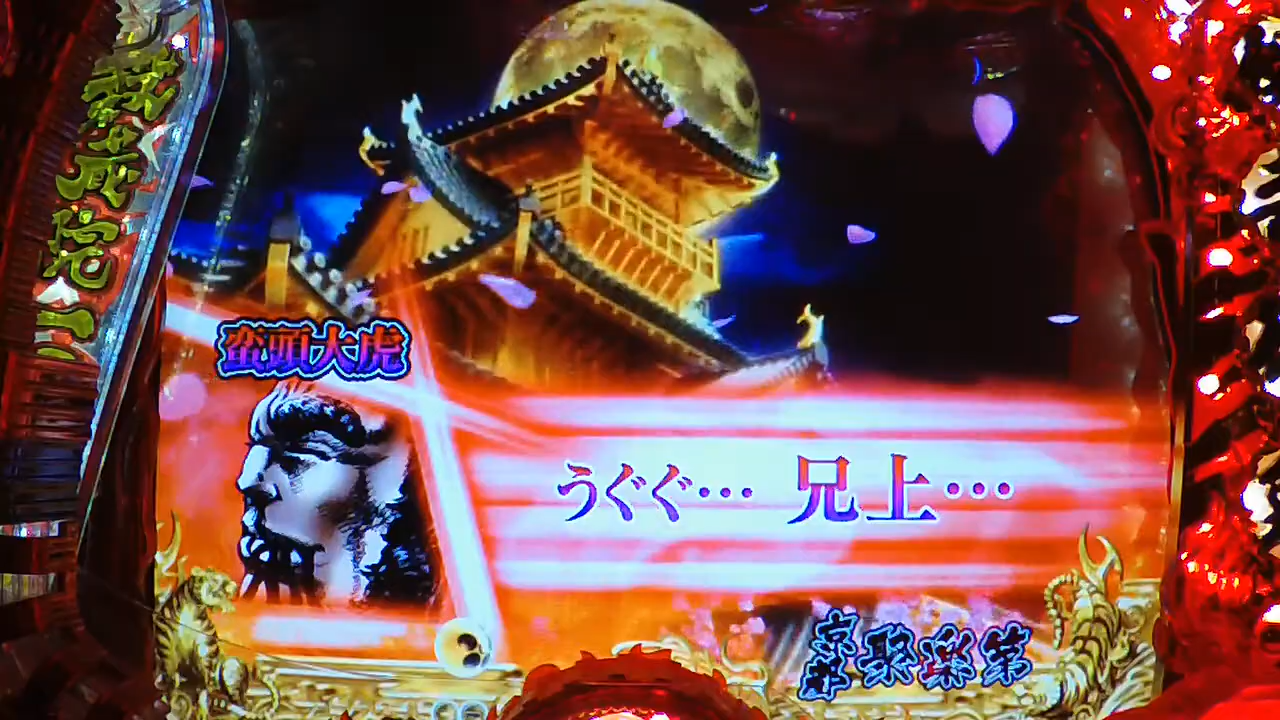 蛮頭大虎
うぐぐ… 兄上…
京都 聚楽第